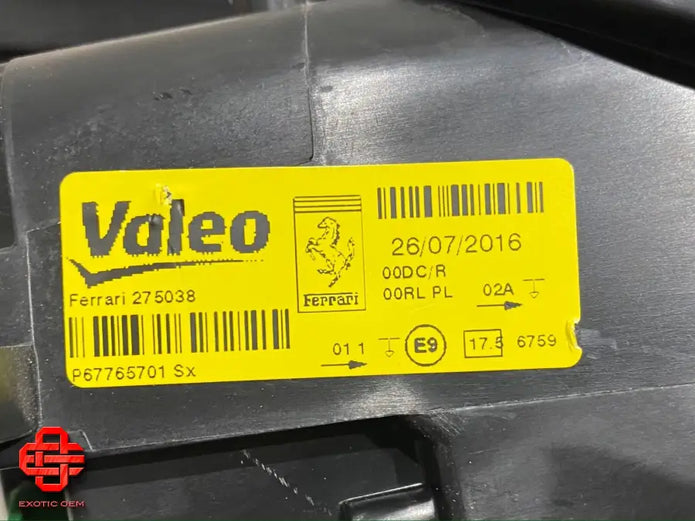 Valeo
Ferrari 275038
P67765701 Sx
Ferrari
26/07/2016
00DC/R
00RL PL 02A
01 1 E9 17.5 6759
EXOTIC OEM